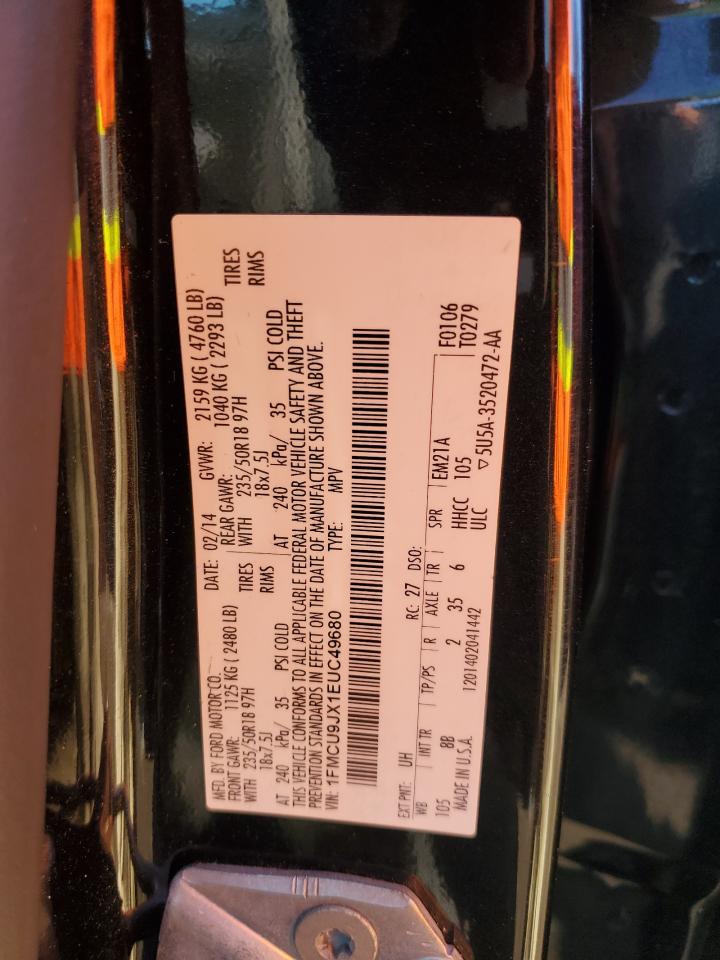 MFD. BY FORD MOTOR CO. DATE: 02/14 GVWR: 2159 KG ( 4760 LB)
FRONT GAWR: 1125 KG ( 2480 LB) REAR GAWR: 1040 KG ( 2293 LB)
WITH 235/50R18 97H TIRES WITH 235/50R18 97H TIRES
18x7.5J RIMS 18x7.5J RIMS
AT 240 kPa/ 35 PSI COLD AT 240 kPa/ 35 PSI COLD
THIS VEHICLE CONFORMS TO ALL APPLICABLE FEDERAL MOTOR VEHICLE SAFETY AND THEFT
PREVENTION STANDARDS IN EFFECT ON THE DATE OF MANUFACTURE SHOWN ABOVE.
VIN: 1FMCU9JX1EUC49680 TYPE: MPV
EXT PNT: UH RC: 27 DSO: F0106
WB INT TR TP/PS R AXLE TR SPR EM21A T0279
105 8B 2 35 6 HHCC 105
MADE IN U.S.A. 1201402041442 ULC ▽5U5A-3520472-AA